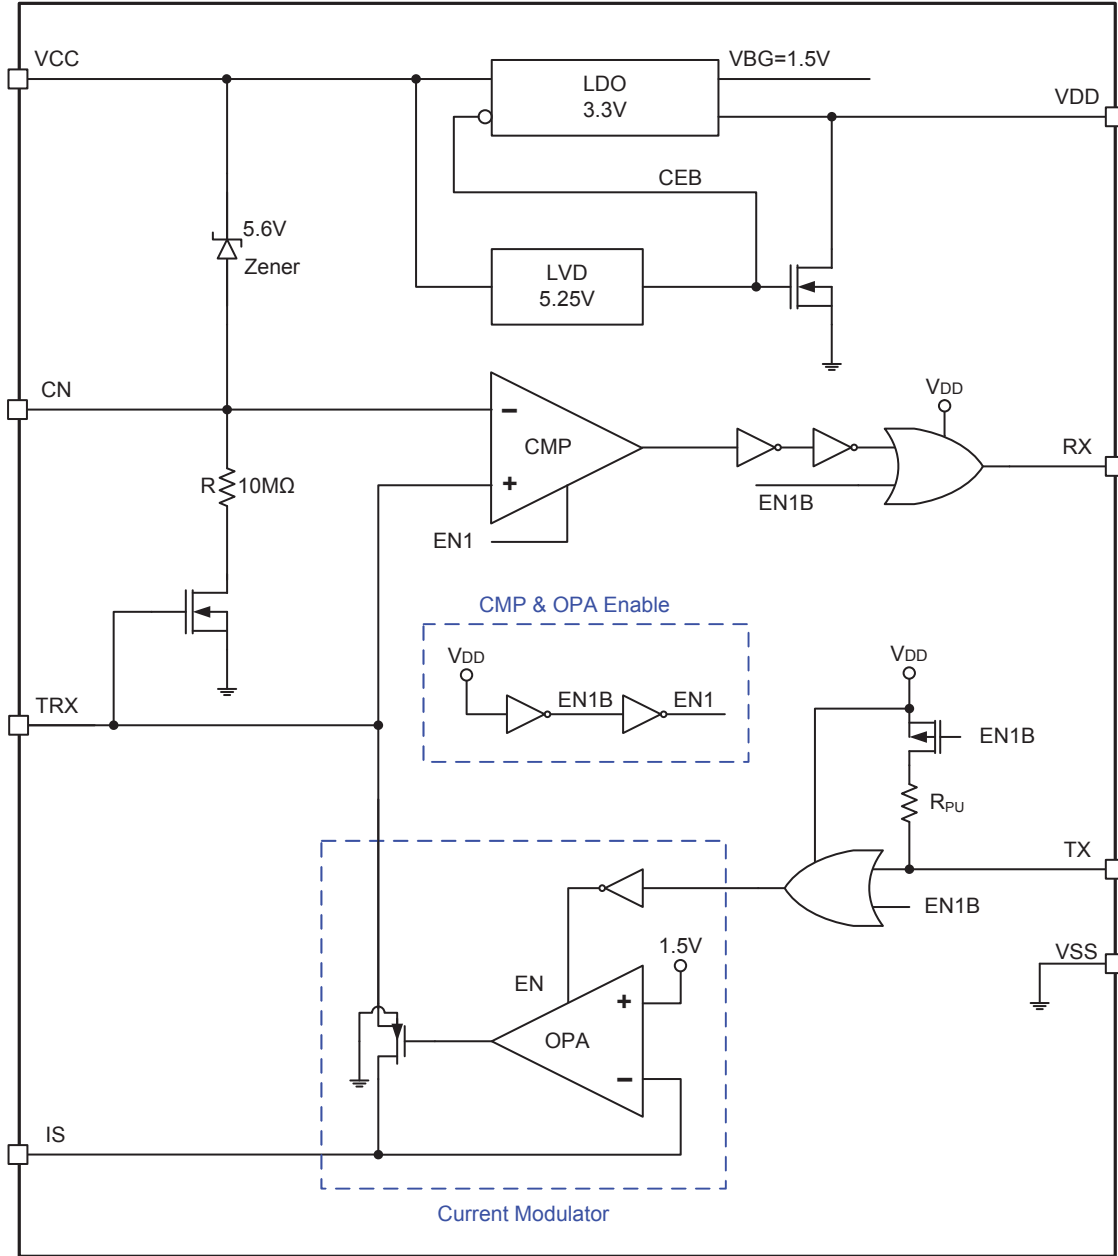 VCC
LDO
3.3V
VBG=1.5V
VDD
CEB
5.6V
Zener
LVD
5.25V
CN
R
10MΩ
−
CMP
+
EN1
VDD
EN1B
RX
CMP & OPA Enable
VDD
EN1B
EN1
TRX
VDD
EN1B
RPU
TX
EN1B
VSS
1.5V
EN
+
OPA
−
IS
Current Modulator